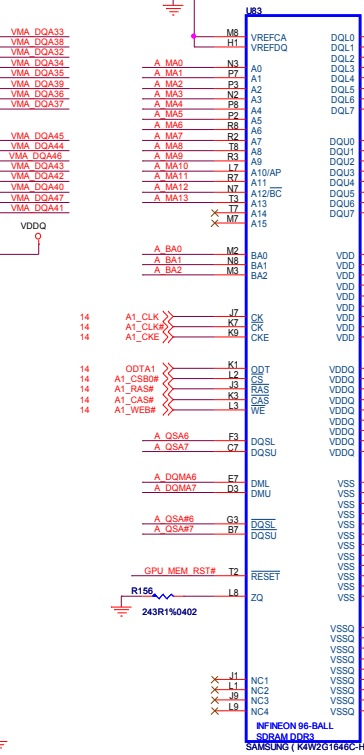 U83
VMA_DQA33
VMA_DQA38
VMA_DQA32
VMA_DQA34
VMA_DQA35
VMA_DQA39
VMA_DQA36
VMA_DQA37
VMA_DQA45
VMA_DQA44
VMA_DQA46
VMA_DQA43
VMA_DQA42
VMA_DQA40
VMA_DQA47
VMA_DQA41
VDDQ
M8 VREFCA DQL0
H1 VREFDQ DQL1
DQL2
A_MA0 N3 A0 DQL3
A_MA1 P7 A1 DQL4
A_MA2 P3 A2 DQL5
A_MA3 N2 A3 DQL6
A_MA4 P8 A4 DQL7
A_MA5 P2 A5
A_MA6 R8 A6
A_MA7 R2 A7 DQU0
A_MA8 T8 A8 DQU1
A_MA9 R3 A9 DQU2
A_MA10 L7 A10/AP DQU3
A_MA11 R7 A11 DQU4
A_MA12 N7 A12/BC DQU5
A_MA13 T3 A13 DQU6
T7 A14 DQU7
M7 A15
A_BA0 M2 BA0 VDD
A_BA1 N8 BA1 VDD
A_BA2 M3 BA2 VDD
VDD
VDD
VDD
14 A1_CLK J7 CK VDD
14 A1_CLK# K7 CK VDD
14 A1_CKE K9 CKE VDD
14 ODTA1 K1 ODT VDDQ
14 A1_CSB0# L2 CS VDDQ
14 A1_RAS# J3 RAS VDDQ
14 A1_CAS# K3 CAS VDDQ
14 A1_WEB# L3 WE VDDQ
VDDQ
VDDQ
A_QSA6 F3 DQSL VDDQ
A_QSA7 C7 DQSU VDDQ
A_DQMA6 E7 DML VSS
A_DQMA7 D3 DMU VSS
VSS
VSS
A_QSA#6 G3 DQSL VSS
A_QSA#7 B7 DQSU VSS
VSS
VSS
VSS
GPU_MEM_RST# T2 RESET VSS
VSS
R156 L8 ZQ VSS
243R1%0402
VSSQ
VSSQ
VSSQ
VSSQ
VSSQ
J1 NC1 VSSQ
L1 NC2 VSSQ
J9 NC3 VSSQ
L9 NC4 VSSQ
INFINEON 96-BALL
SDRAM DDR3